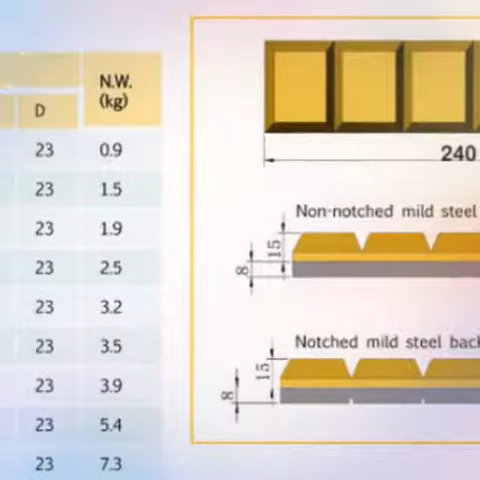 N.W.
(kg)
D
23 0.9
23 1.5
23 1.9
23 2.5
23 3.2
23 3.5
23 3.9
23 5.4
23 7.3
240
Non-notched mild steel
15
8
Notched mild steel back
15
8